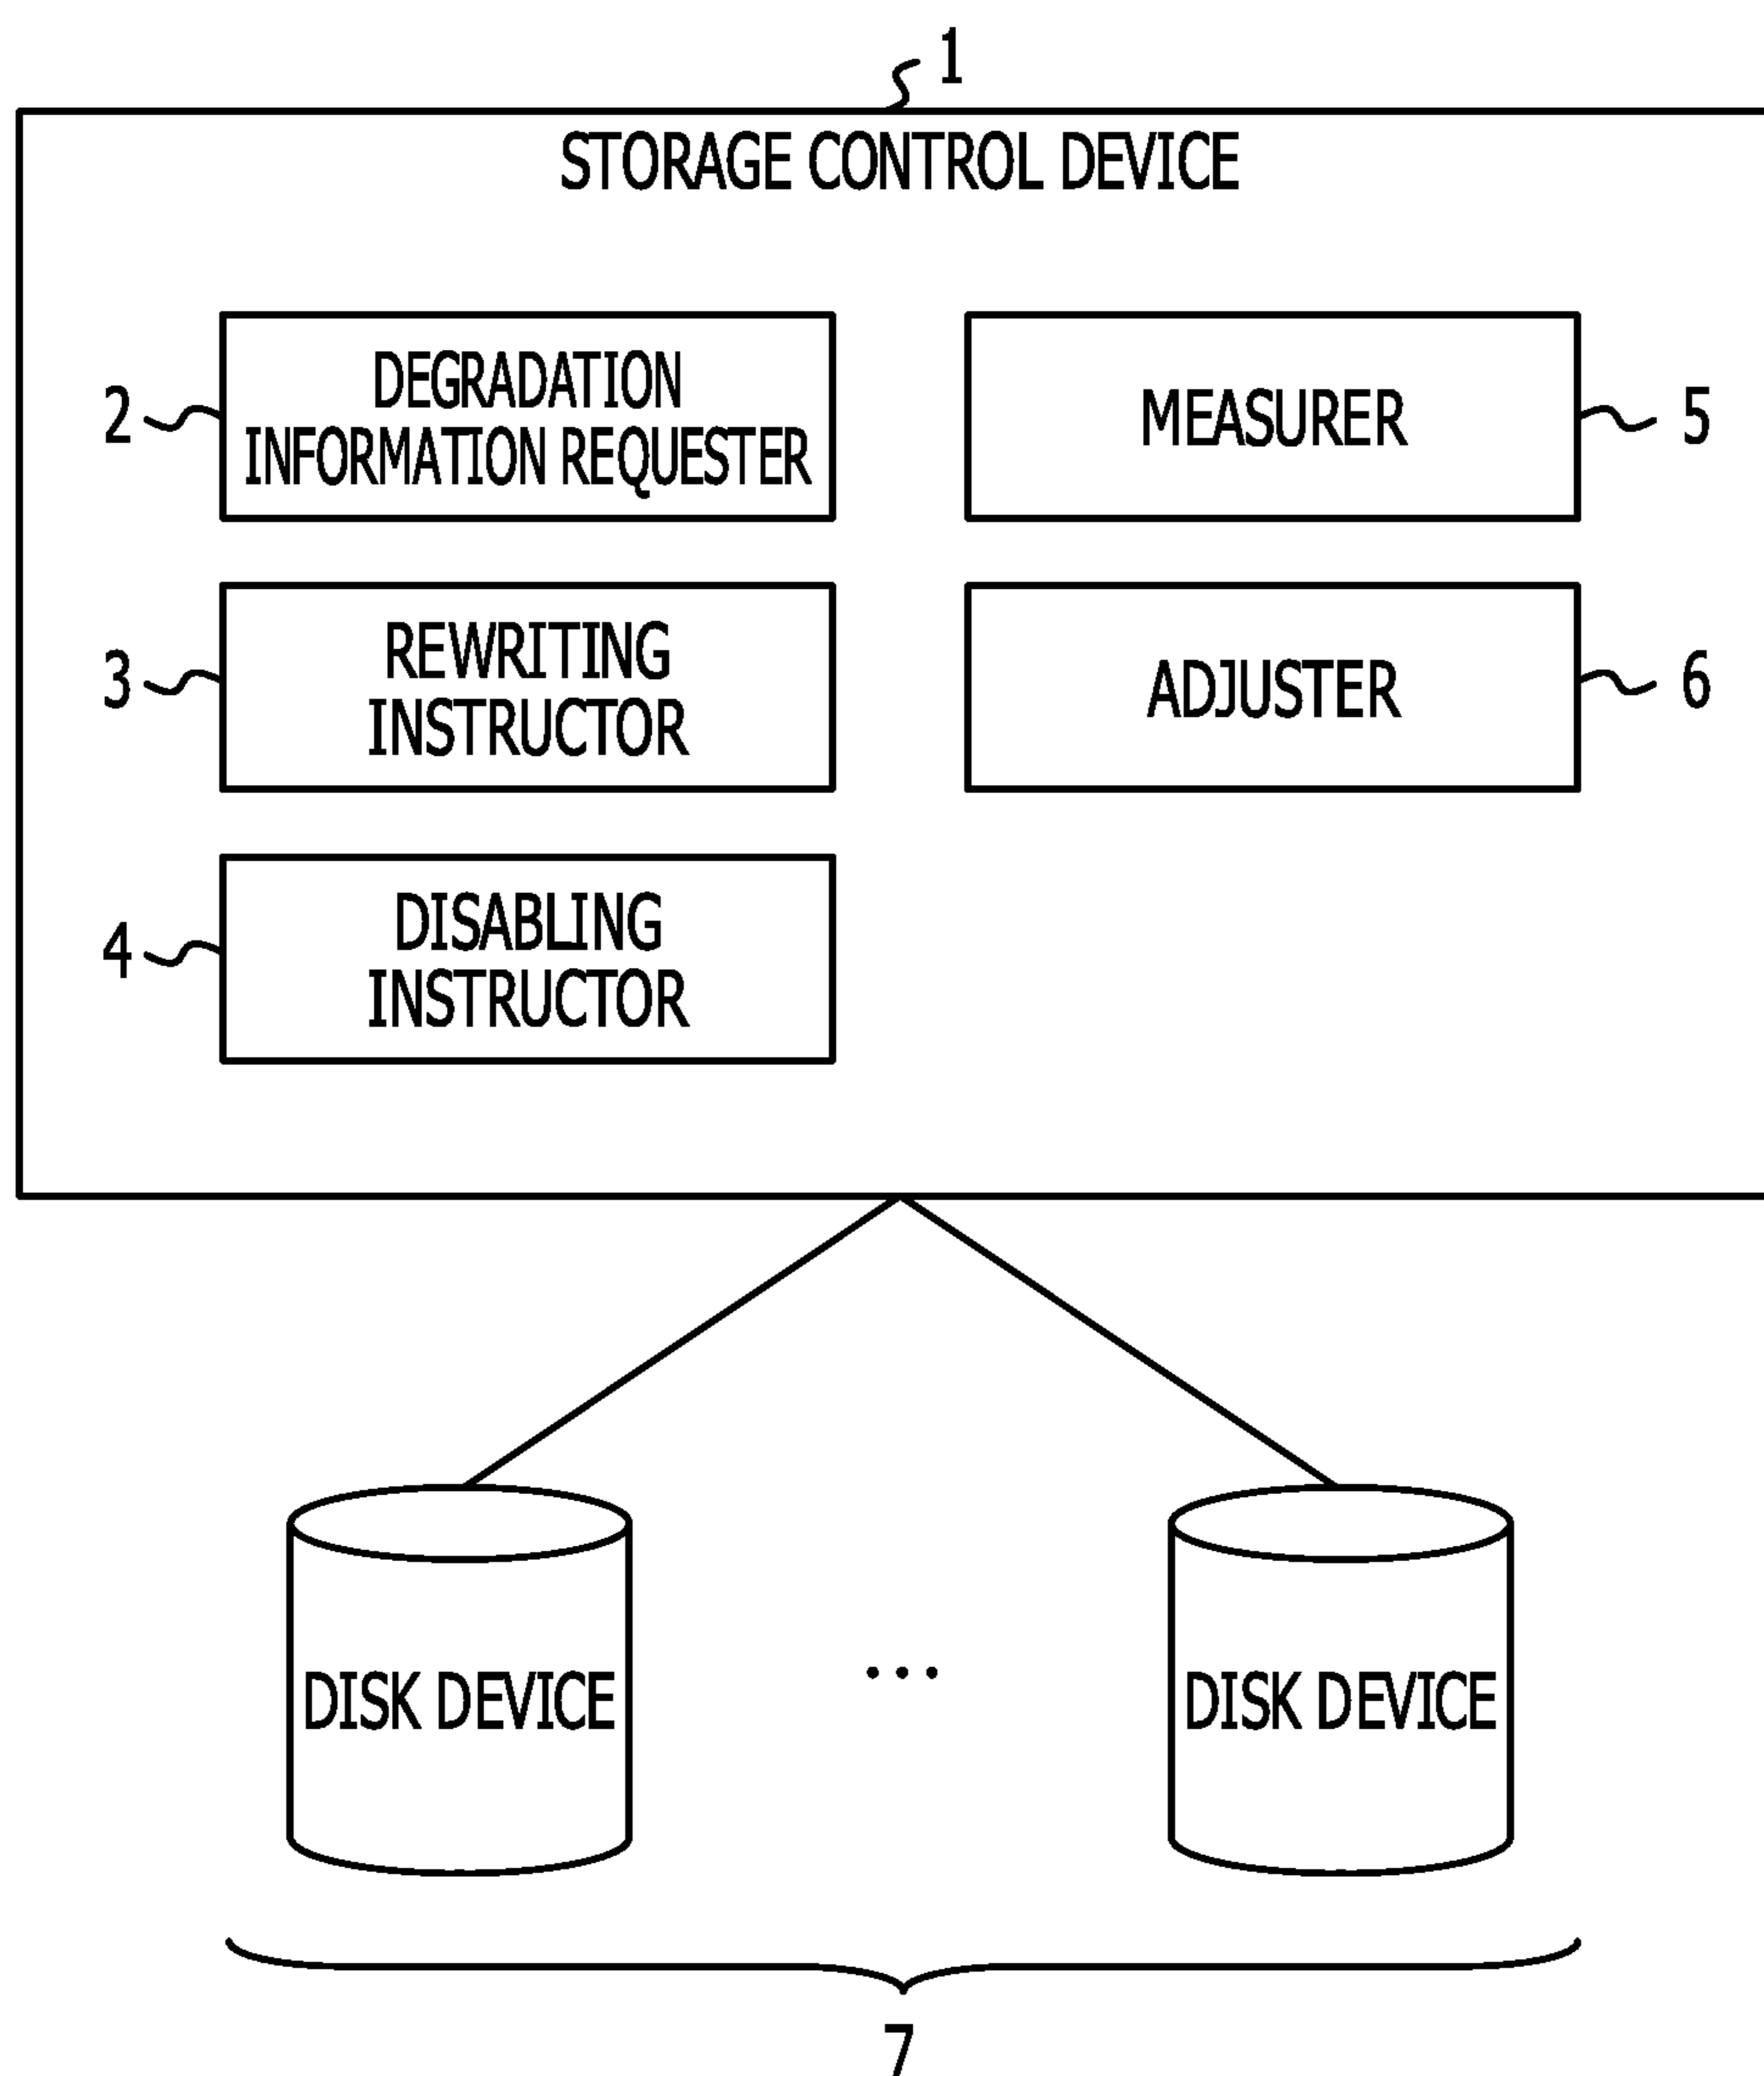 1
STORAGE CONTROL DEVICE
2
DEGRADATION
INFORMATION REQUESTER
MEASURER
5
3
REWRITING
INSTRUCTOR
ADJUSTER
6
4
DISABLING
INSTRUCTOR
DISK DEVICE
...
DISK DEVICE
7